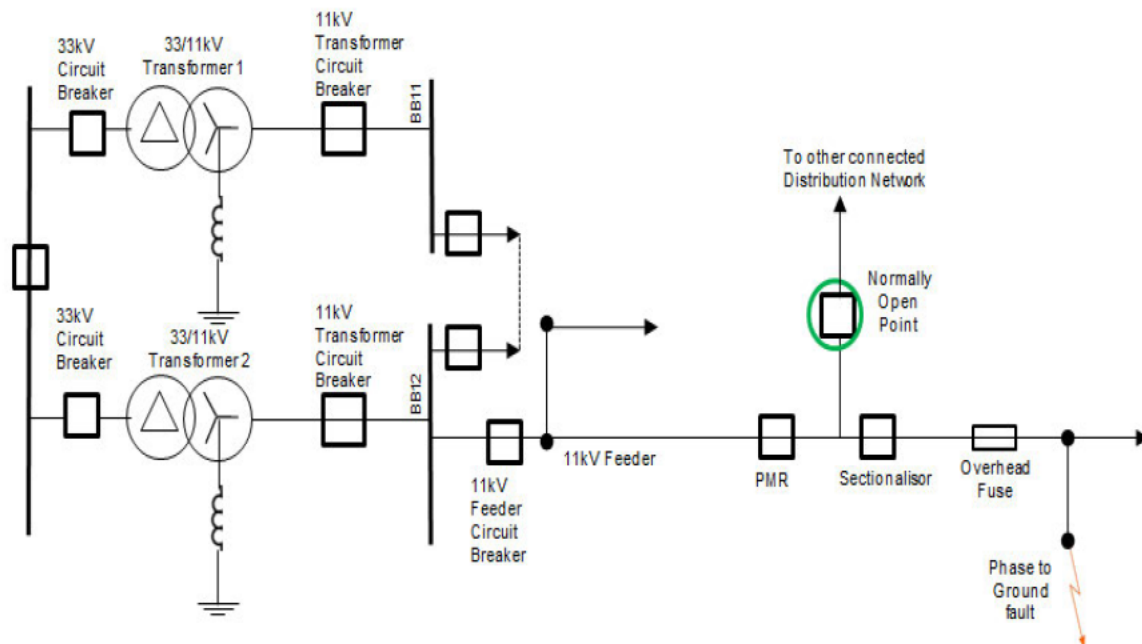 33kV
Circuit
Breaker
33/11kV
Transformer 1
11kV
Transformer
Circuit
Breaker
BB11
To other connected
Distribution Network
Normally
Open
Point
33kV
Circuit
Breaker
33/11kV
Transformer 2
11kV
Transformer
Circuit
Breaker
BB12
11kV Feeder
11kV
Feeder
Circuit
Breaker
PMR
Sectionalisor
Overhead
Fuse
Phase to
Ground
fault